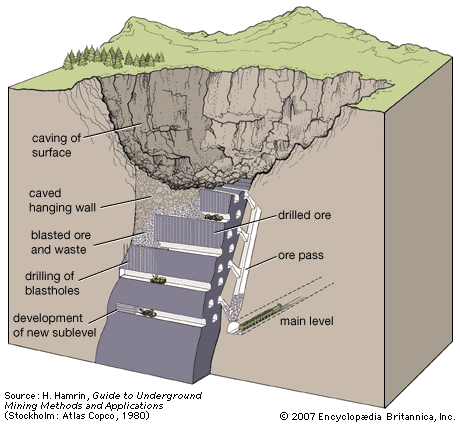 caving of
surface
caved
hanging wall
blasted ore
and waste
drilling of
blastholes
development
of new sublevel
drilled ore
ore pass
main level
Source: H. Hamrin, Guide to Underground
Mining Methods and Applications
(Stockholm: Atlas Copco, 1980)
© 2007 Encyclopædia Britannica, Inc.